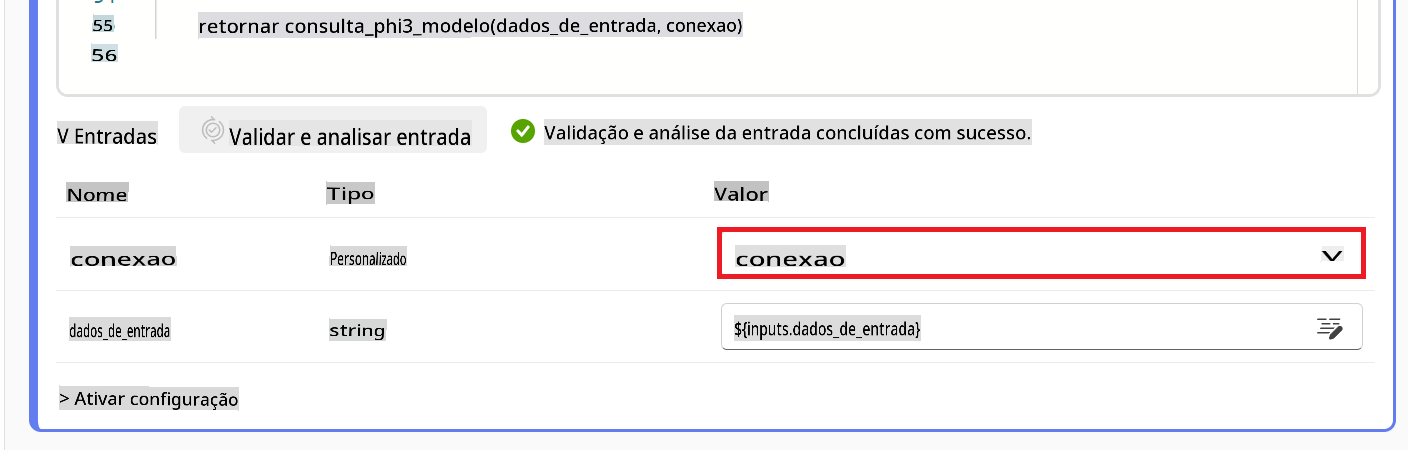 55 retornar consulta_phi3_modelo(dados_de_entrada, conexao)
56
V Entradas Validar e analisar entrada Validação e análise da entrada concluídas com sucesso.
Nome Tipo Valor
conexao Personalizado conexao
dados_de_entrada string ${inputs.dados_de_entrada}
> Ativar configuração